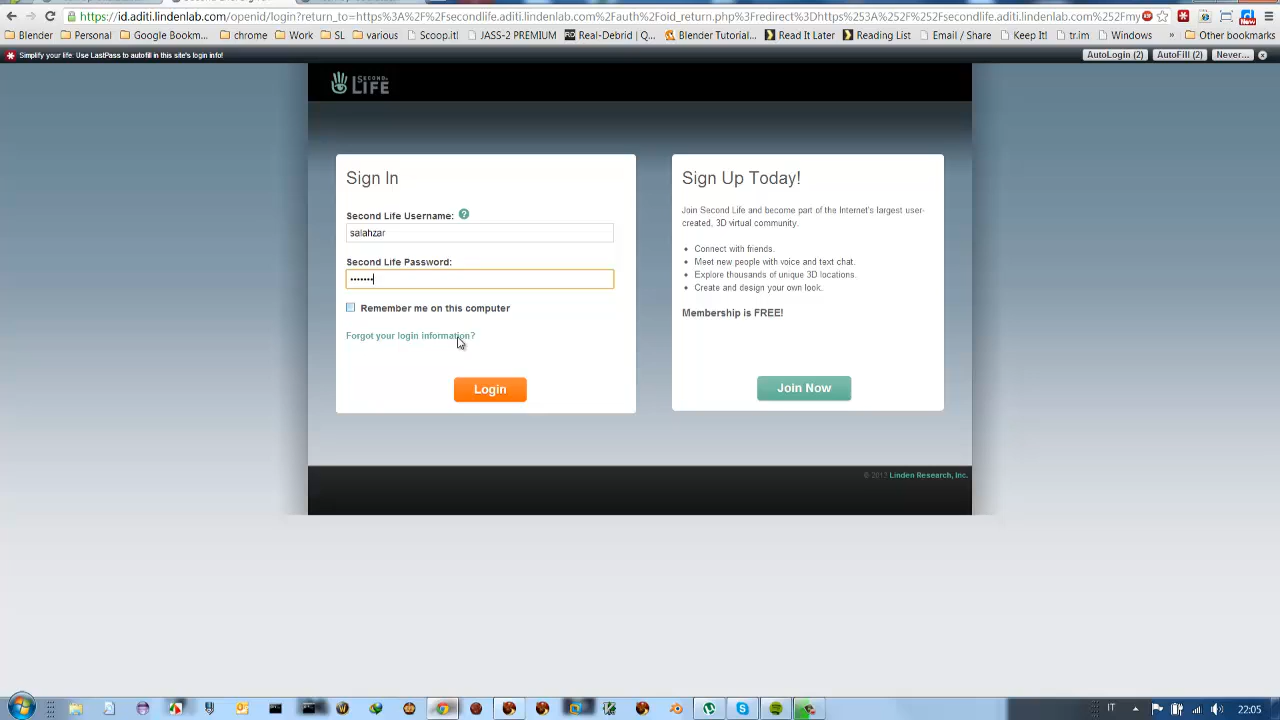 https://id.aditi.lindenlab.com/openid/login?return_to=https%3A%2F%2Fsecondlife.aditi.lindenlab.com%2Fauth%2Foid_return.php%3Fredirect%3Dhttps%253A%252F%252Fsecondlife.aditi.lindenlab.com%252Fmy
Blender
Personal
Google Bookm...
chrome
Work
SL
various
Scoop.it!
ASS-2 PREMIUM
RD Real-Debrid | Q...
Blender Tutorial...
Read It Later
Reading List
Email / Share
It!
tr.im
Windows
»
Other bookmarks
Simplify your life. Use LastPass to autofill in this site's login info!
AutoLogin (2)
AutoFill (2)
Never...
SECOND LIFE
Sign In
Second Life Username: ?
salahzar
Second Life Password:
•••••••
Remember me on this computer
Forgot your login information?
Login
Sign Up Today!
Join Second Life and become part of the Internet's largest user-
created, 3D virtual community.
• Connect with friends.
• Meet new people with voice and text chat.
• Explore thousands of unique 3D locations.
• Create and design your own look.
Membership is FREE!
Join Now
Linden Research, Inc.
IT
22:05